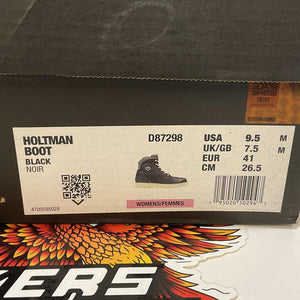 HOLTMAN
BOOT
BLACK
NOIR
4700595028
D87298
WOMENS/FEMMES
USA 9.5 M
UK/GB 7.5 M
EUR 41
CM 26.5